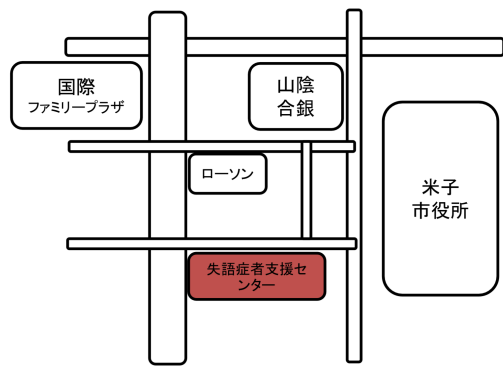 国際
ファミリープラザ
山陰
合銀
ローソン
米子
市役所
失語症者支援セ
ンター